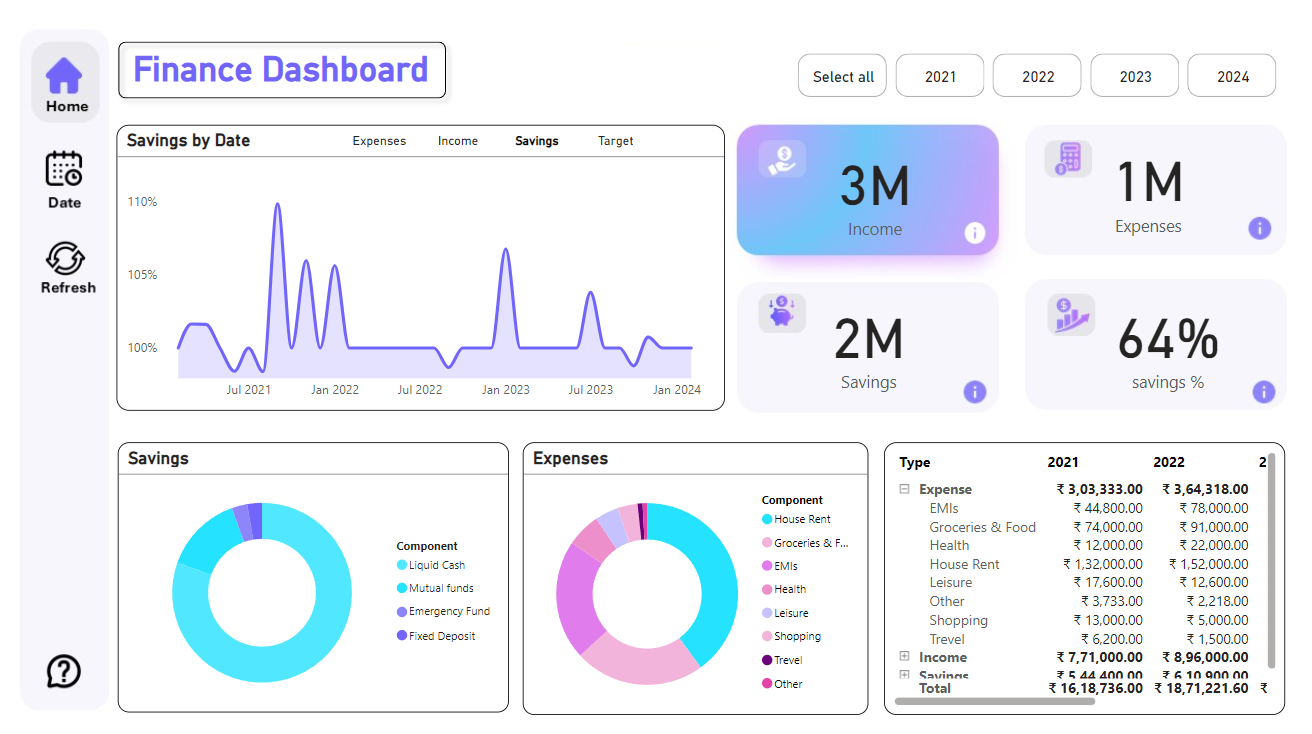 Finance Dashboard
Select all
2021
2022
2023
2024
Home
Date
Refresh
Savings by Date
Expenses
Income
Savings
Target
110%
105%
100%
Jul 2021
Jan 2022
Jul 2022
Jan 2023
Jul 2023
Jan 2024
3M
Income
1M
Expenses
2M
Savings
64%
savings %
Savings
Component
Liquid Cash
Mutual funds
Emergency Fund
Fixed Deposit
Expenses
Component
House Rent
Groceries & F...
EMIs
Health
Leisure
Shopping
Trevel
Other
Type 2021 2022 2
Expense ₹ 3,03,333.00 ₹ 3,64,318.00
EMIs ₹ 44,800.00 ₹ 78,000.00
Groceries & Food ₹ 74,000.00 ₹ 91,000.00
Health ₹ 12,000.00 ₹ 22,000.00
House Rent ₹ 1,32,000.00 ₹ 1,52,000.00
Leisure ₹ 17,600.00 ₹ 12,600.00
Other ₹ 3,733.00 ₹ 2,218.00
Shopping ₹ 13,000.00 ₹ 5,000.00
Trevel ₹ 6,200.00 ₹ 1,500.00
Income ₹ 7,71,000.00 ₹ 8,96,000.00
Savings ₹ 5,44,400.00 ₹ 6,10,900.00
Total ₹ 16,18,736.00 ₹ 18,71,221.60 ₹